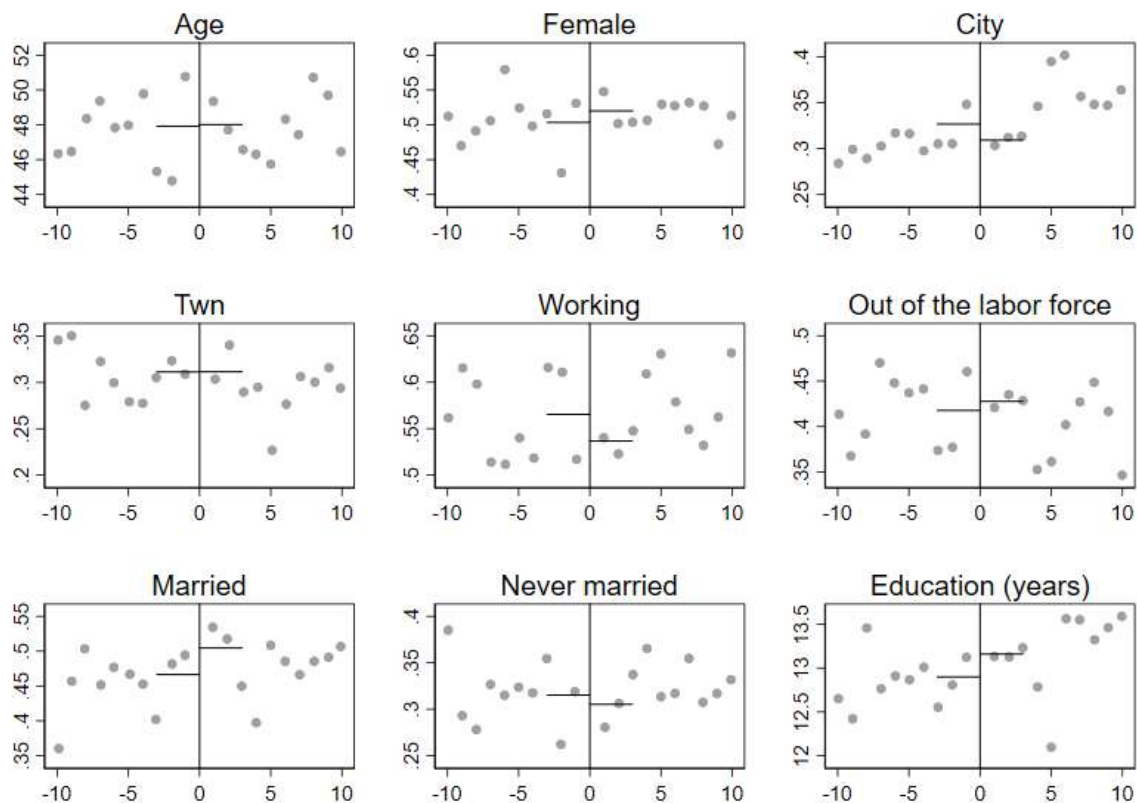 Age
Female
City
52
50
48
46
44
-10 -5 0 5 10
.6
.55
.5
.45
.4
-10 -5 0 5 10
.4
.35
.3
.25
-10 -5 0 5 10
Twn
Working
Out of the labor force
.35
.3
.25
.2
-10 -5 0 5 10
.65
.6
.55
.5
-10 -5 0 5 10
.5
.45
.4
.35
-10 -5 0 5 10
Married
Never married
Education (years)
.55
.5
.45
.4
.35
-10 -5 0 5 10
.4
.35
.3
.25
-10 -5 0 5 10
13.5
13
12.5
12
-10 -5 0 5 10